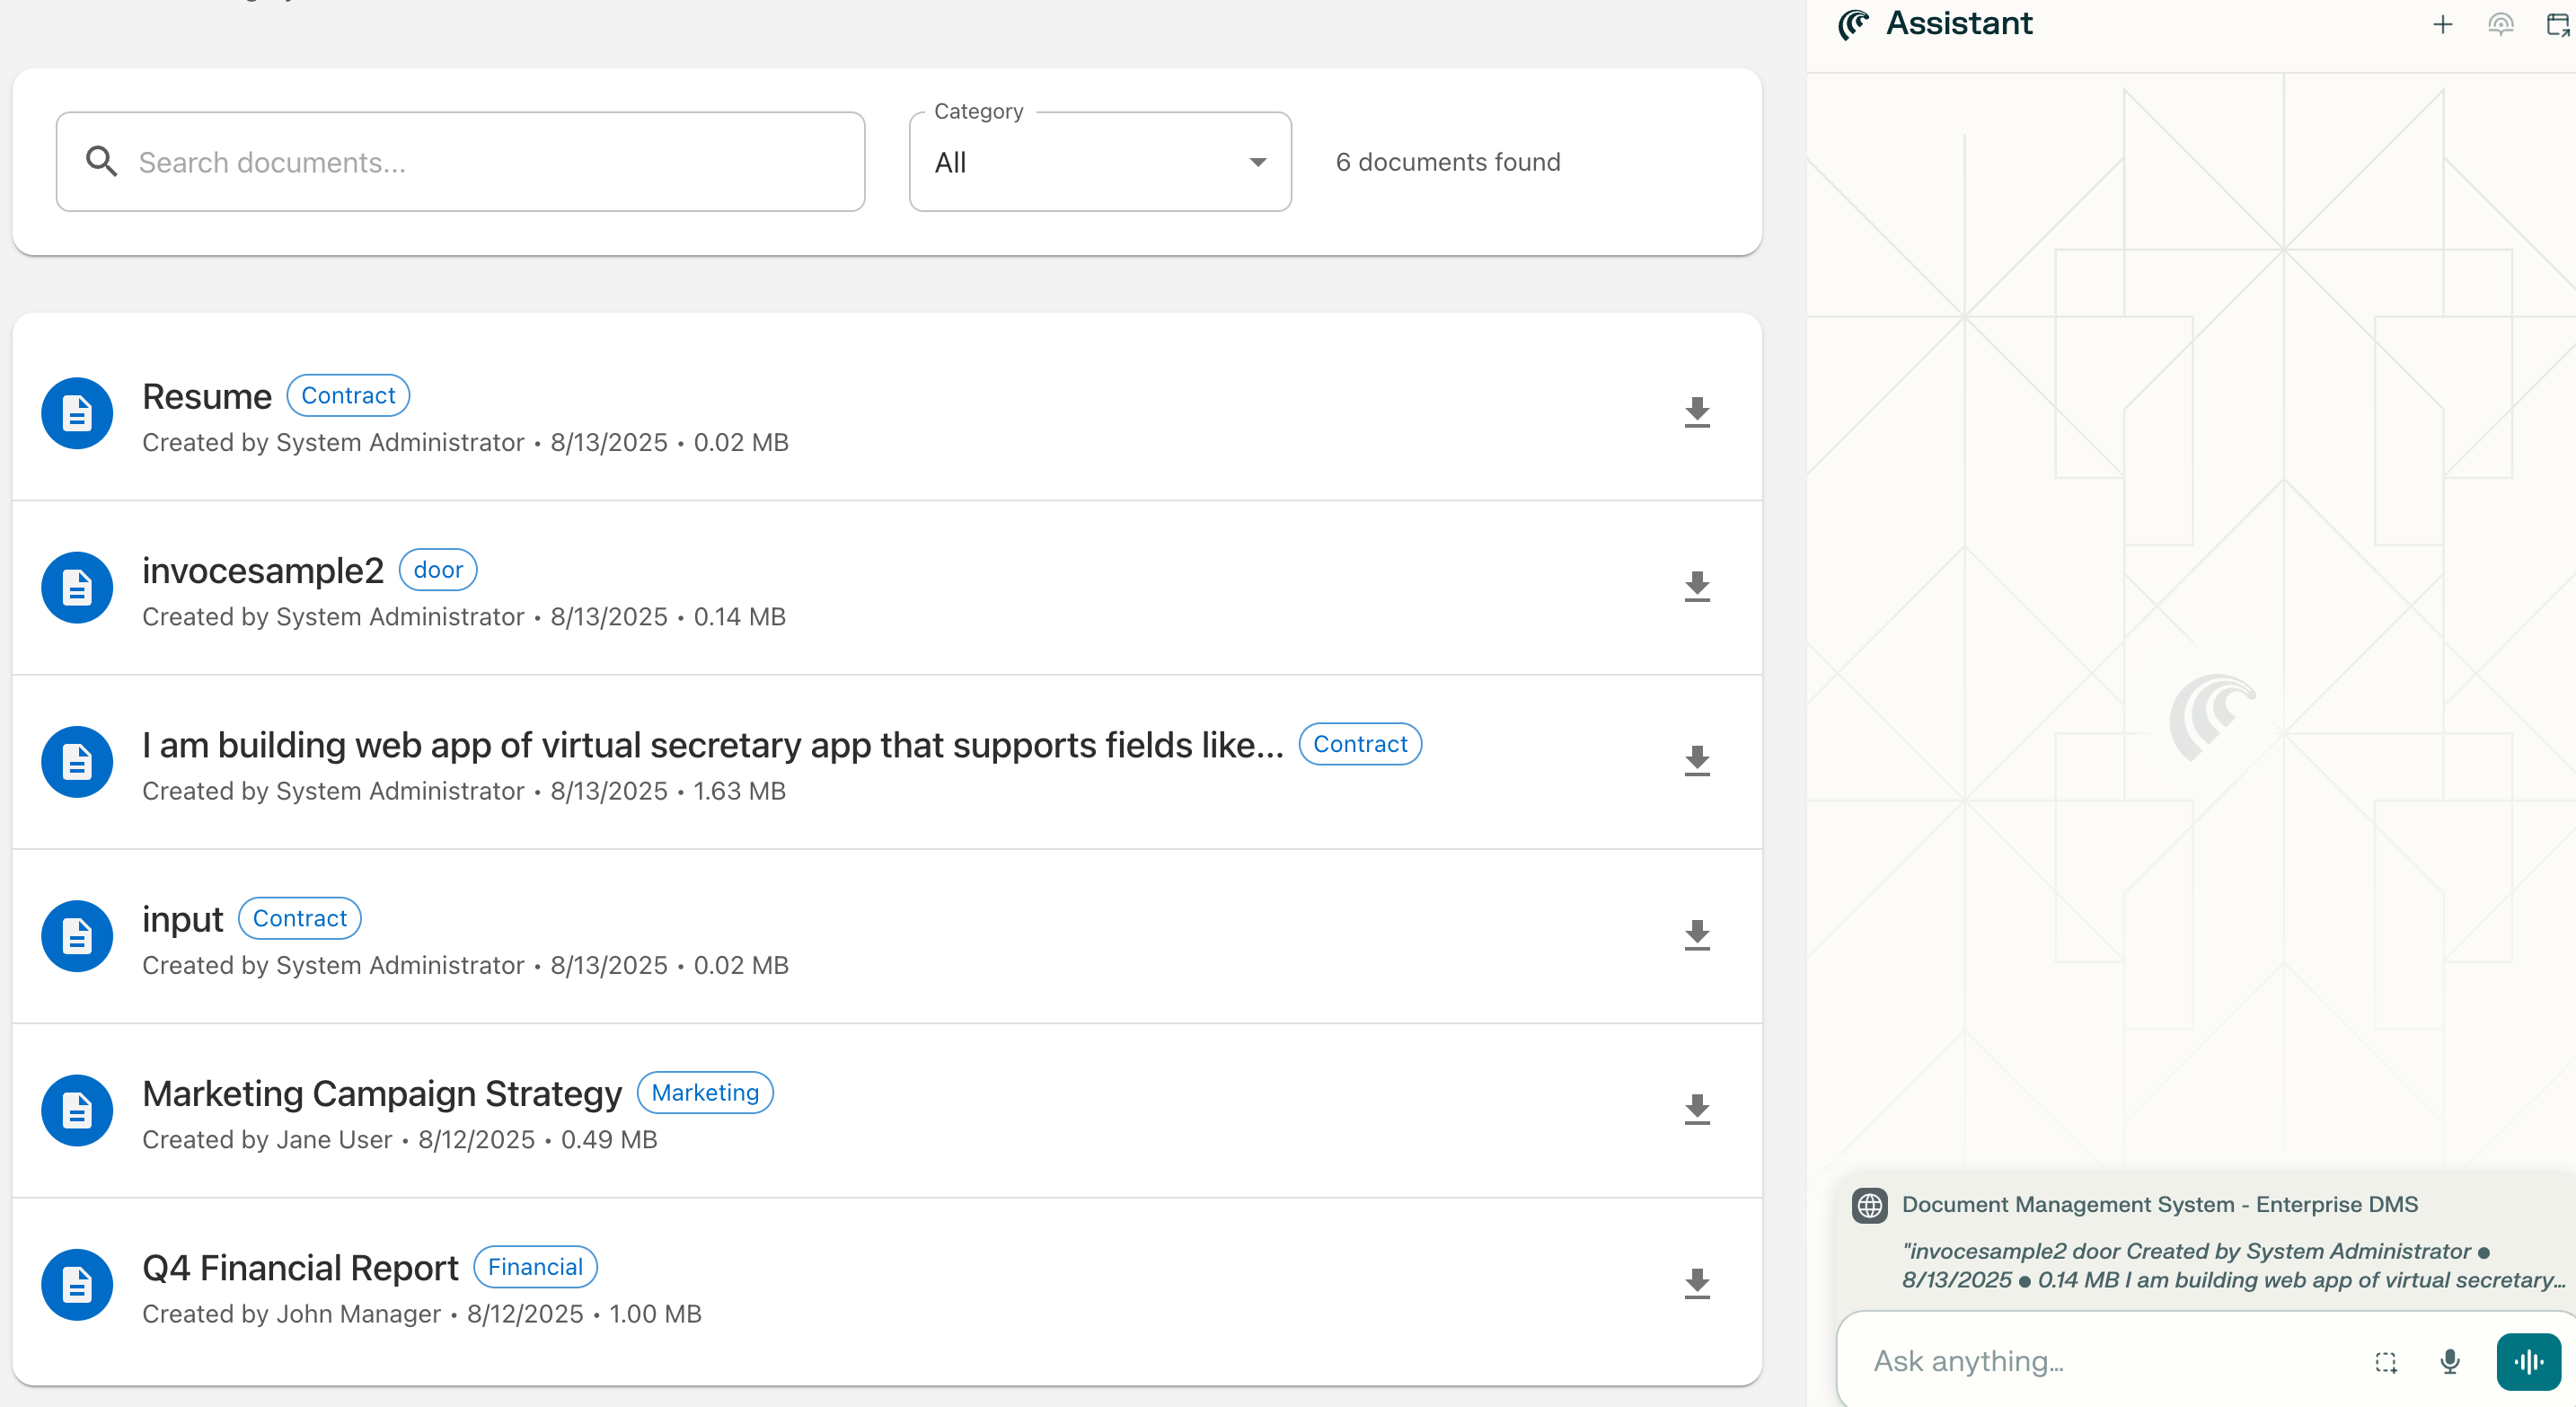 Category
Search documents...
All
6 documents found
Resume Contract
Created by System Administrator • 8/13/2025 • 0.02 MB
invocesample2 door
Created by System Administrator • 8/13/2025 • 0.14 MB
I am building web app of virtual secretary app that supports fields like... Contract
Created by System Administrator • 8/13/2025 • 1.63 MB
input Contract
Created by System Administrator • 8/13/2025 • 0.02 MB
Marketing Campaign Strategy Marketing
Created by Jane User • 8/12/2025 • 0.49 MB
Q4 Financial Report Financial
Created by John Manager • 8/12/2025 • 1.00 MB
Assistant
Document Management System - Enterprise DMS
"invocesample2 door Created by System Administrator ●
8/13/2025 ● 0.14 MB I am building web app of virtual secretary...
Ask anything...